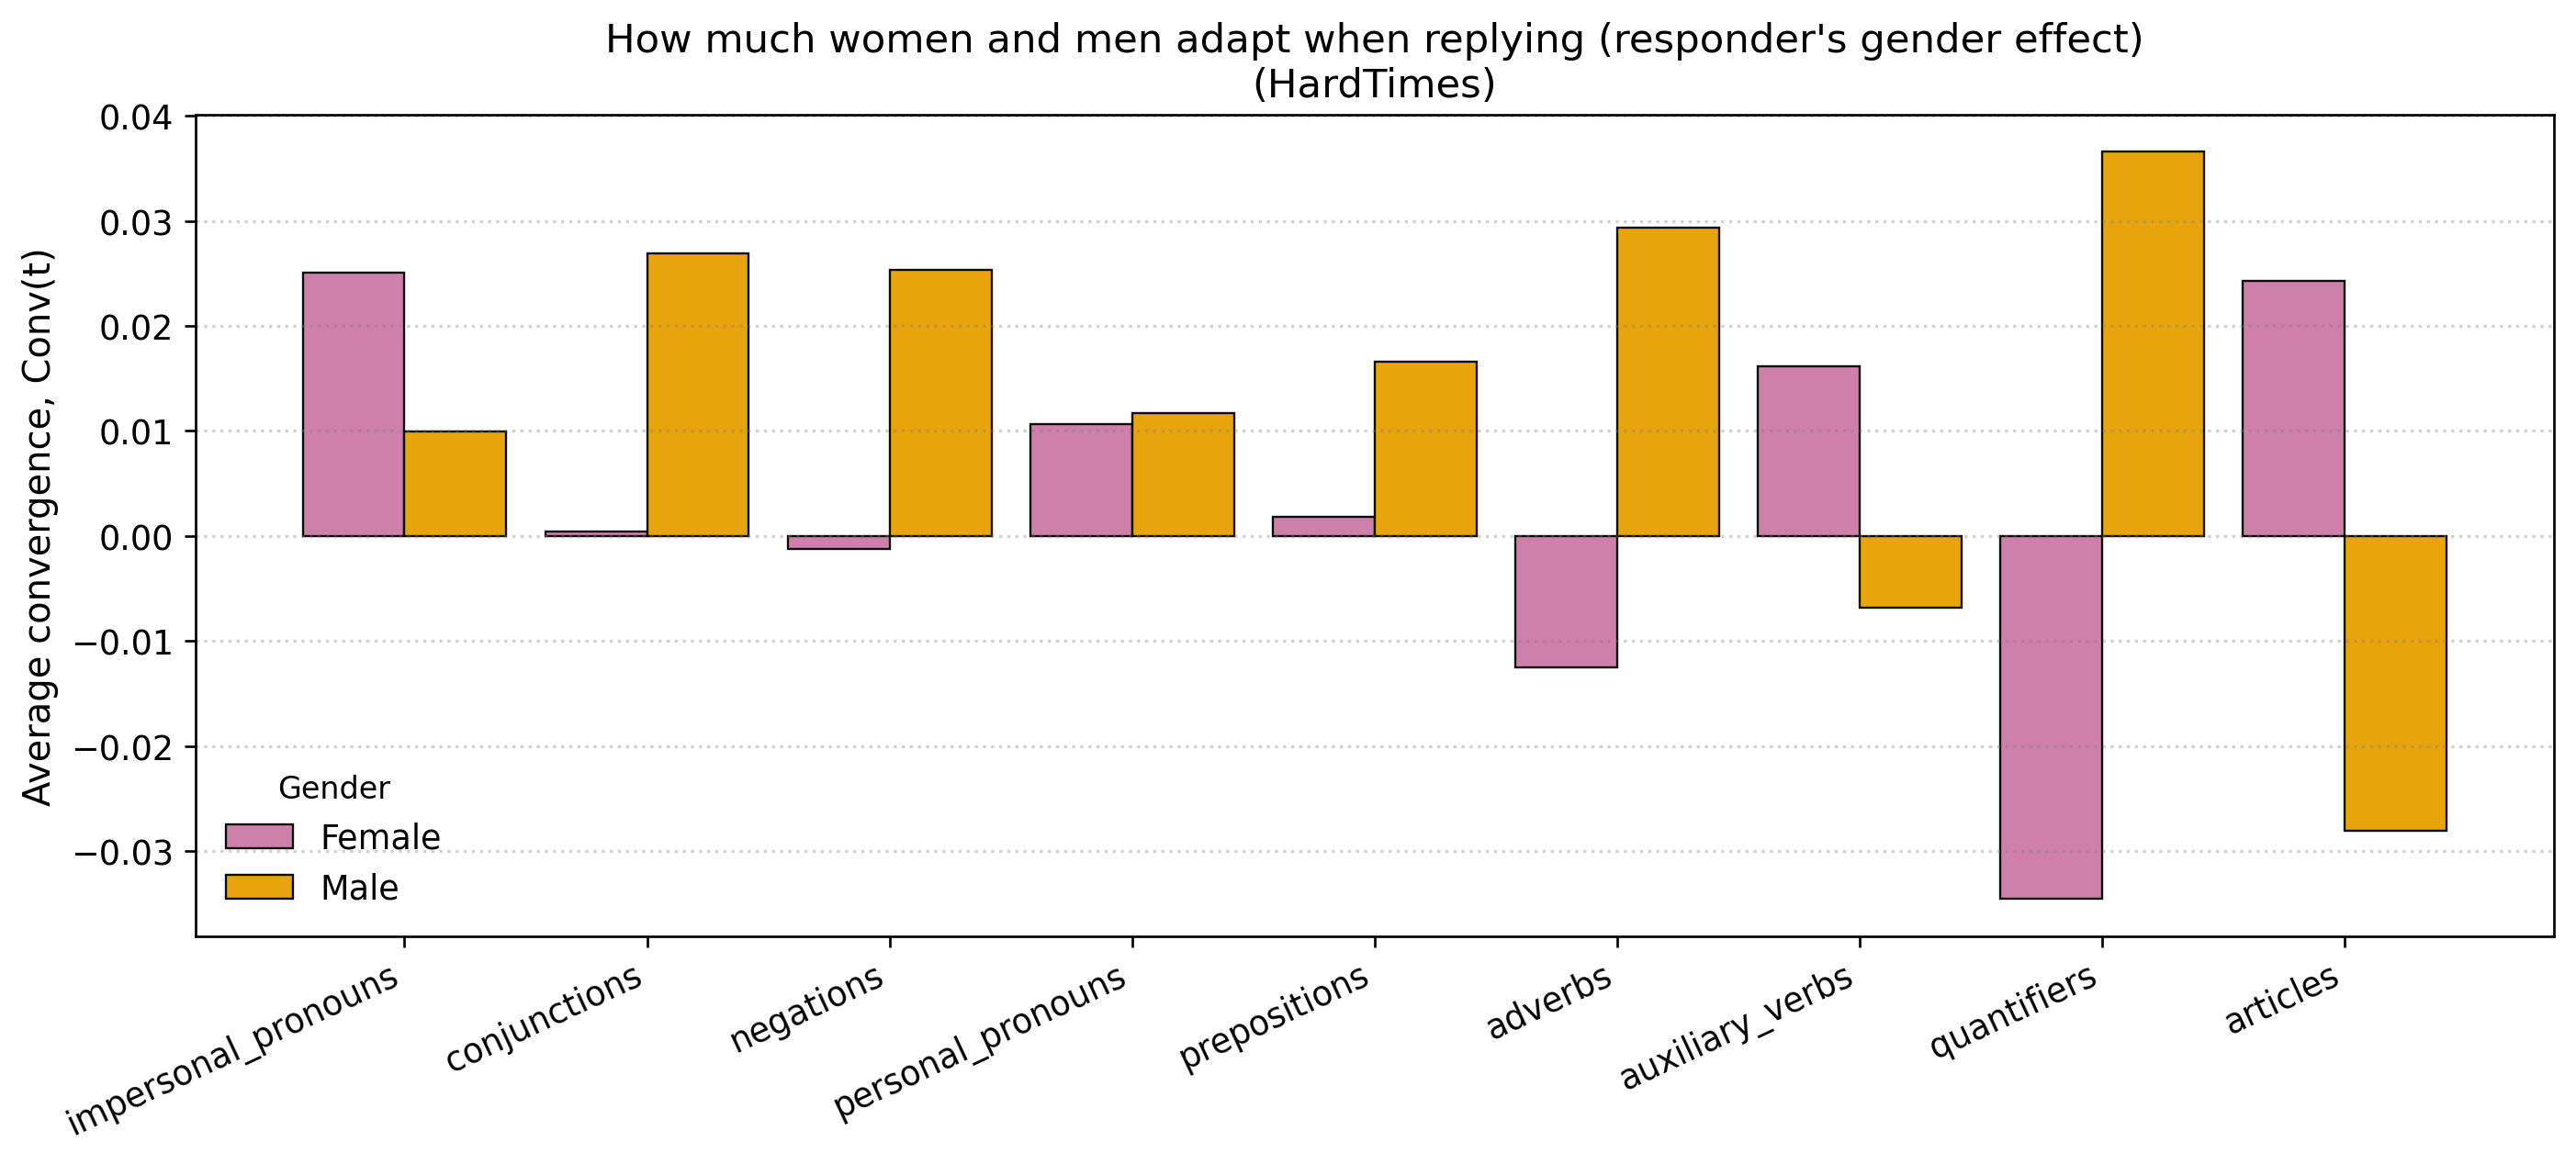 How much women and men adapt when replying (responder's gender effect)
(HardTimes)
Average convergence, Conv(t)
0.04
0.03
0.02
0.01
0.00
−0.01
−0.02
−0.03
Gender
Female
Male
impersonal_pronouns
conjunctions
negations
personal_pronouns
prepositions
adverbs
auxiliary_verbs
quantifiers
articles